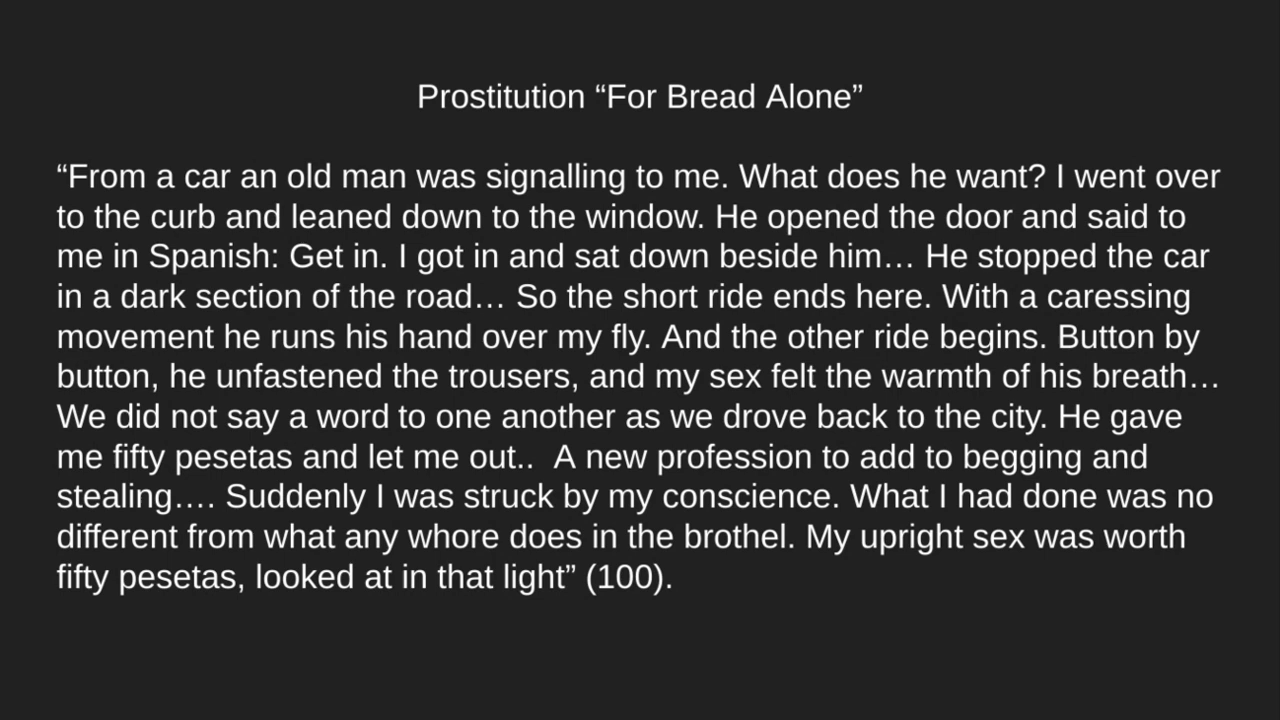 Prostitution “For Bread Alone”
“From a car an old man was signalling to me. What does he want? I went over
to the curb and leaned down to the window. He opened the door and said to
me in Spanish: Get in. I got in and sat down beside him… He stopped the car
in a dark section of the road… So the short ride ends here. With a caressing
movement he runs his hand over my fly. And the other ride begins. Button by
button, he unfastened the trousers, and my sex felt the warmth of his breath…
We did not say a word to one another as we drove back to the city. He gave
me fifty pesetas and let me out..  A new profession to add to begging and
stealing…. Suddenly I was struck by my conscience. What I had done was no
different from what any whore does in the brothel. My upright sex was worth
fifty pesetas, looked at in that light” (100).